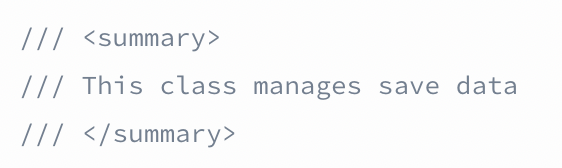 /// <summary>
/// This class manages save data
/// </summary>